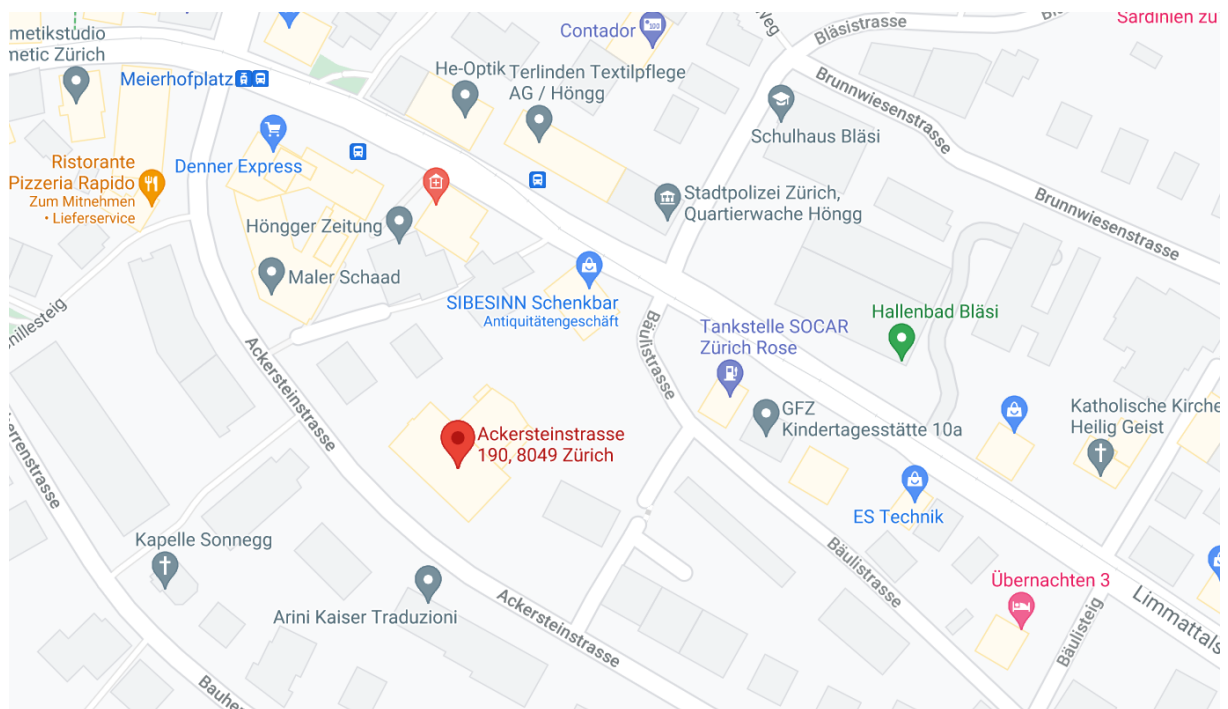 metikstudio
metic Zürich
Contador
Sardinien zu
Bläsistrasse
Meierhofplatz
He-Optik
Terlinden Textilpflege
AG / Höngg
Brunnwiesenstrasse
Schulhaus Bläsi
Denner Express
Ristorante
Pizzeria Rapido
Zum Mitnehmen
• Lieferservice
Stadtpolizei Zürich,
Quartierwache Höngg
Brunnwiesenstrasse
Höngger Zeitung
Maler Schaad
SIBESINN Schenkbar
Antiquitätengeschäft
Hallenbad Bläsi
Tankstelle SOCAR
Zürich Rose
Bäulistrasse
Ackersteinstrasse
GFZ
Kindertagesstätte 10a
Katholische Kirche
Heilig Geist
Ackersteinstrasse
190, 8049 Zürich
ES Technik
Kapelle Sonnegg
Bäulistrasse
Übernachten 3
Arini Kaiser Traduzioni
Ackersteinstrasse
Limmattals
Bäulisteig
Bauhe